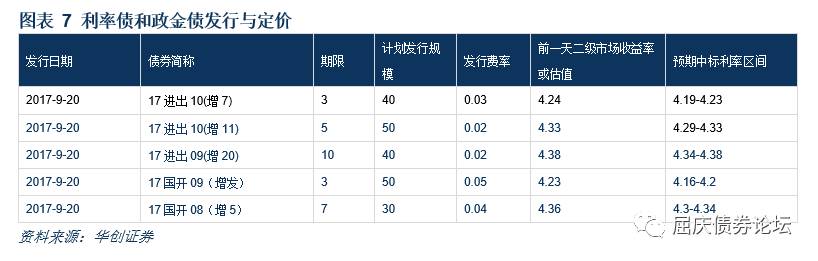 图表 7 利率债和政金债发行与定价
发行日期 债券简称 期限 计划发行规模 发行费率 前一天二级市场收益率或估值 预期中标利率区间
2017-9-20 17 进出 10(增 7) 3 40 0.03 4.24 4.19-4.23
2017-9-20 17 进出 10(增 11) 5 50 0.02 4.33 4.29-4.33
2017-9-20 17 进出 09(增 20) 10 40 0.02 4.38 4.34-4.38
2017-9-20 17 国开 09（增发） 3 50 0.05 4.23 4.16-4.2
2017-9-20 17 国开 08（增 5） 7 30 0.04 4.36 4.3-4.34
资料来源：华创证券
屈庆债券论坛